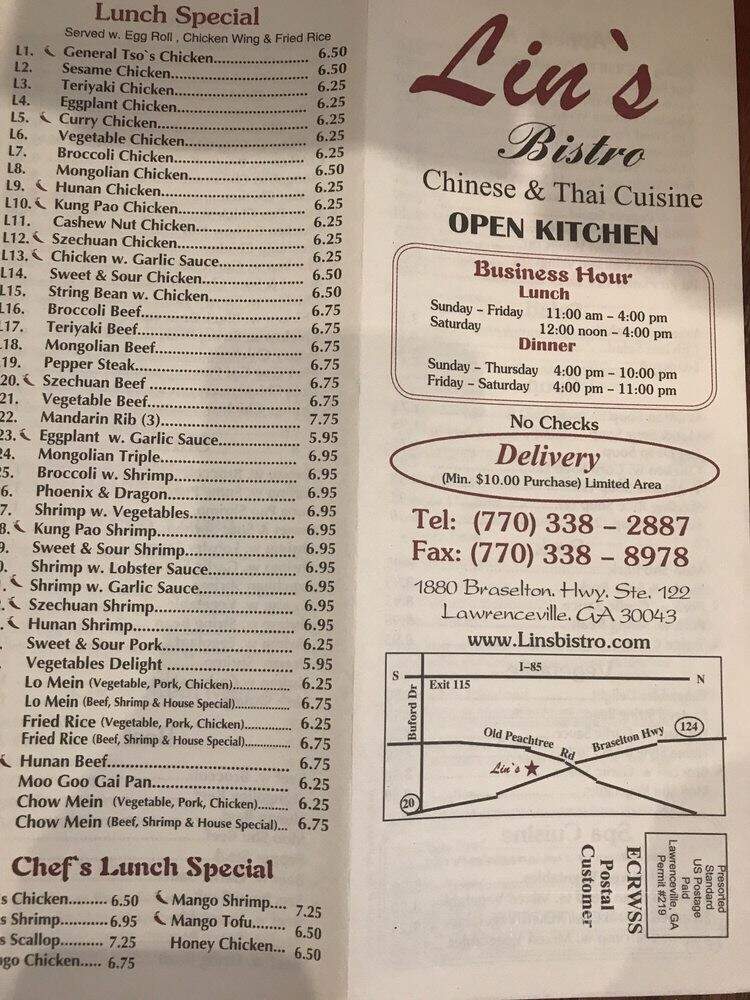 Lunch Special
Served w. Egg Roll , Chicken Wing & Fried Rice
L1. General Tso`s Chicken........................ 6.50
L2. Sesame Chicken................................ 6.50
L3. Teriyaki Chicken................................ 6.25
L4. Eggplant Chicken............................... 6.25
L5. Curry Chicken................................... 6.25
L6. Vegetable Chicken............................. 6.25
L7. Broccoli Chicken................................ 6.25
L8. Mongolian Chicken............................ 6.50
L9. Hunan Chicken.................................. 6.25
L10. Kung Pao Chicken............................. 6.25
L11. Cashew Nut Chicken......................... 6.25
L12. Szechuan Chicken............................. 6.25
L13. Chicken w. Garlic Sauce................... 6.25
L14. Sweet & Sour Chicken....................... 6.50
L15. String Bean w. Chicken..................... 6.50
L16. Broccoli Beef..................................... 6.75
L17. Teriyaki Beef..................................... 6.75
L18. Mongolian Beef................................. 6.75
19. Pepper Steak..................................... 6.75
20. Szechuan Beef .................................. 6.75
21. Vegetable Beef.................................. 6.75
22. Mandarin Rib (3)............................... 7.75
23. Eggplant w. Garlic Sauce................. 5.95
24. Mongolian Triple............................... 6.95
25. Broccoli w. Shrimp............................ 6.95
6. Phoenix & Dragon............................. 6.95
7. Shrimp w. Vegetables........................ 6.95
8. Kung Pao Shrimp............................... 6.95
9. Sweet & Sour Shrimp........................ 6.95
Shrimp w. Lobster Sauce................... 6.95
Shrimp w. Garlic Sauce..................... 6.95
Szechuan Shrimp............................... 6.95
Hunan Shrimp.................................... 6.95
Sweet & Sour Pork............................. 6.25
Vegetables Delight ............................ 5.95
Lo Mein (Vegetable, Pork, Chicken)............... 6.25
Lo Mein (Beef, Shrimp & House Special).............. 6.75
Fried Rice (Vegetable, Pork, Chicken)............ 6.25
Fried Rice (Beef, Shrimp & House Special)............ 6.75
Hunan Beef........................................ 6.75
Moo Goo Gai Pan............................... 6.25
Chow Mein (Vegetable, Pork, Chicken)......... 6.25
Chow Mein (Beef, Shrimp & House Special)... 6.75
Chef's Lunch Special
s Chicken......... 6.50
s Shrimp............6.95
s Scallop........... 7.25
go Chicken..... 6.75
Mango Shrimp.... 7.25
Mango Tofu........ 6.50
Honey Chicken... 6.50
Lin`s
Bistro
Chinese & Thai Cuisine
OPEN KITCHEN
Business Hour
Lunch
Sunday – Friday 11:00 am – 4:00 pm
Saturday 12:00 noon – 4:00 pm
Dinner
Sunday – Thursday 4:00 pm – 10:00 pm
Friday – Saturday 4:00 pm – 11:00 pm
No Checks
Delivery
(Min. $10.00 Purchase) Limited Area
Tel: (770) 338 – 2887
Fax: (770) 338 – 8978
1880 Braselton. Hwy. Ste. 122
Lawrenceville. GA 30043
www.Linsbistro.com
I–85
S
N
Exit 115
Buford Dr
Old Peachtree Rd
Braselton Hwy
124
Lin's
20
Presorted
Standard
US Postage
Paid
Lawrenceville, GA
Permit #219
ECRWSS
Postal
Customer